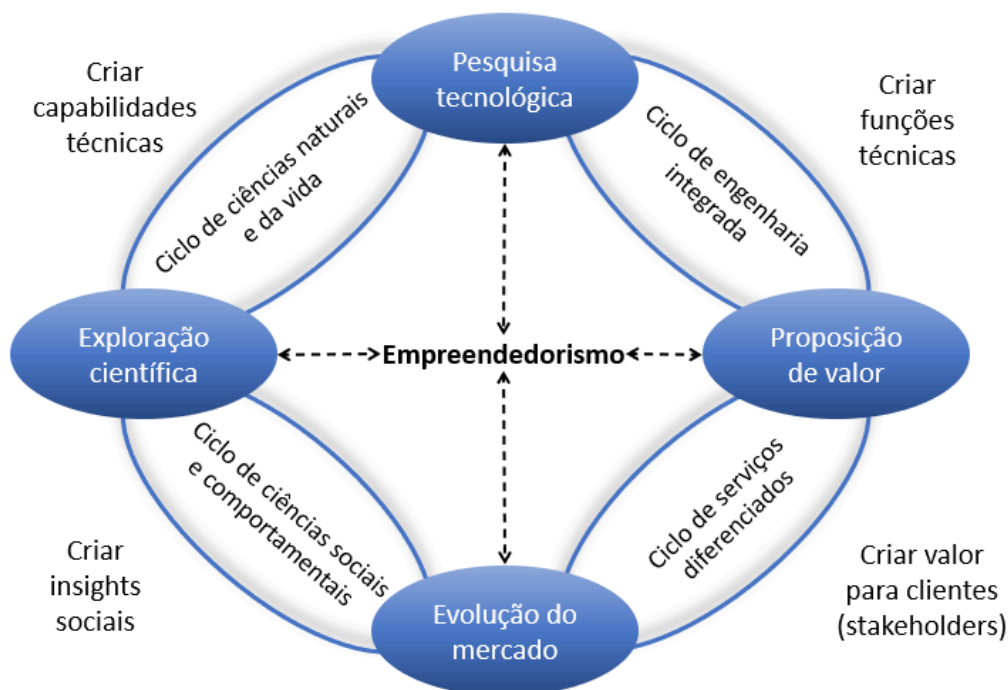 Pesquisa
tecnológica
Criar
capabilidades
técnicas
Criar
funções
técnicas
Ciclo de ciências naturais
e da vida
Ciclo de engenharia
integrada
Exploração
científica
Empreendedorismo
Proposição
de valor
Ciclo de ciências sociais
e comportamentais
Ciclo de serviços
diferenciados
Criar
insights
sociais
Evolução do
mercado
Criar valor
para clientes
(stakeholders)